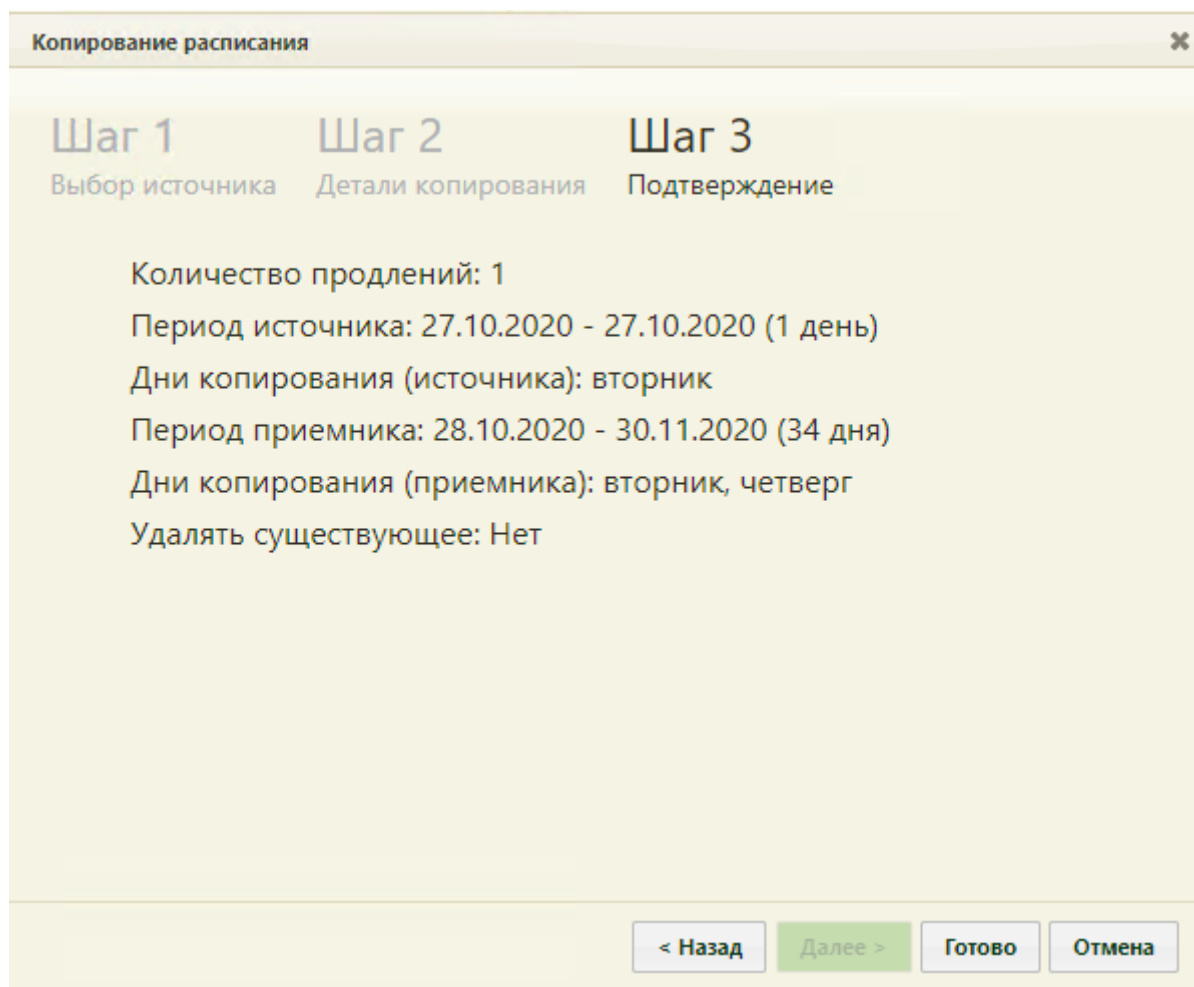 Копирование расписания
Шаг 1 Шаг 2 Шаг 3
Выбор источника Детали копирования Подтверждение
Количество продлений: 1
Период источника: 27.10.2020 - 27.10.2020 (1 день)
Дни копирования (источника): вторник
Период приемника: 28.10.2020 - 30.11.2020 (34 дня)
Дни копирования (приемника): вторник, четверг
Удалять существующее: Нет
< Назад Далее > Готово Отмена